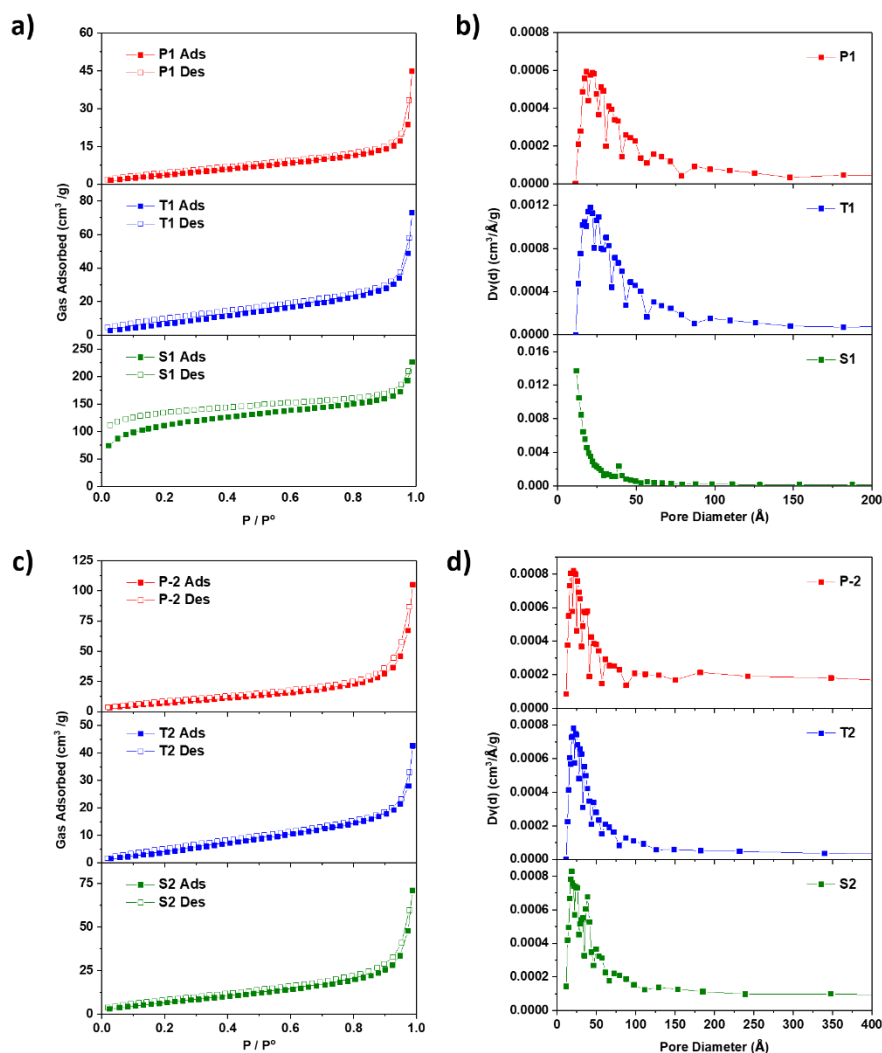 a)
60
45
30
15
0
P1 Ads
P1 Des
80
60
40
20
0
T1 Ads
T1 Des
250
200
150
100
50
0
S1 Ads
S1 Des
0.0 0.2 0.4 0.6 0.8 1.0
P / Pº
Gas Adsorbed (cm³ /g)
b)
0.0008
0.0006
0.0004
0.0002
0.0000
P1
0.0012
0.0008
0.0004
0.0000
T1
0.016
0.012
0.008
0.004
0.000
S1
0 50 100 150 200
Pore Diameter (Å)
Dv(d) (cm³/Å/g)
c)
125
100
75
50
25
0
P-2 Ads
P-2 Des
50
40
30
20
10
0
T2 Ads
T2 Des
75
50
25
0
S2 Ads
S2 Des
0.0 0.2 0.4 0.6 0.8 1.0
P / Pº
Gas Adsorbed (cm³ /g)
d)
0.0008
0.0006
0.0004
0.0002
0.0000
P-2
0.0008
0.0006
0.0004
0.0002
0.0000
T2
0.0008
0.0006
0.0004
0.0002
0.0000
S2
0 50 100 150 200 250 300 350 400
Pore Diameter (Å)
Dv(d) (cm³/Å/g)